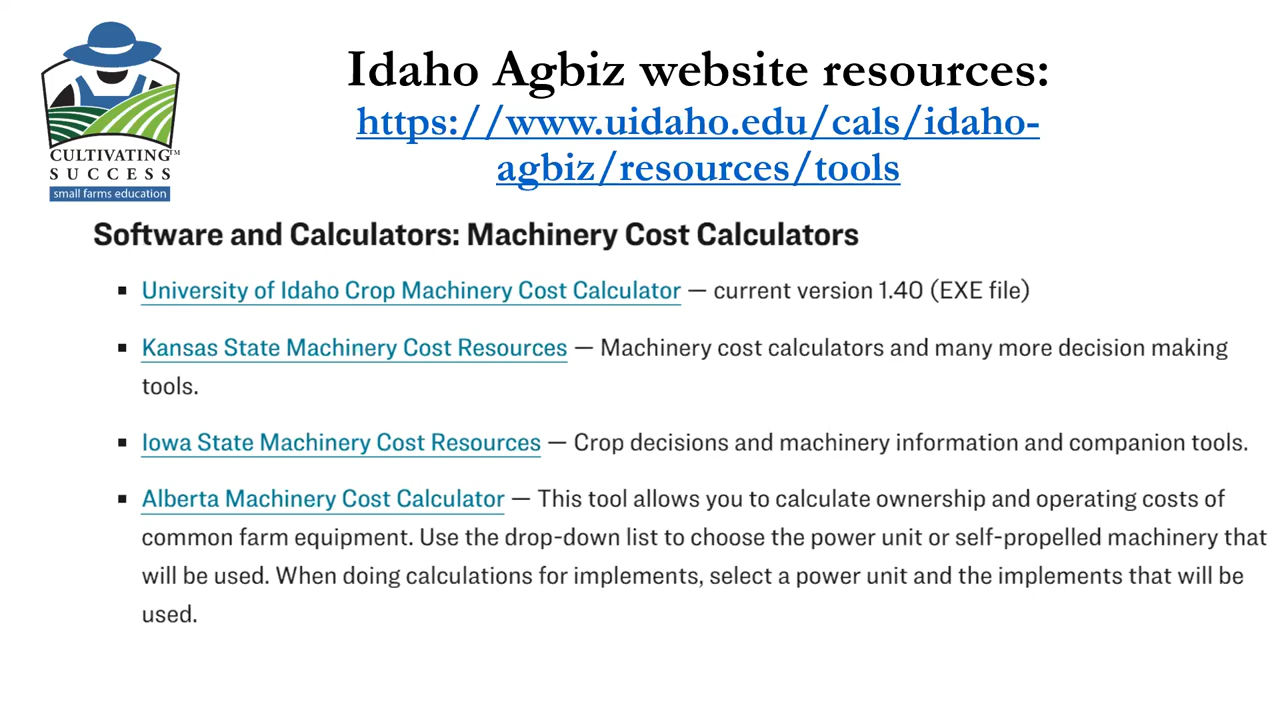 CULTIVATING™
SUCCESS
small farms education
Idaho Agbiz website resources:
https://www.uidaho.edu/cals/idaho-
agbiz/resources/tools
Software and Calculators: Machinery Cost Calculators
▪ University of Idaho Crop Machinery Cost Calculator — current version 1.40 (EXE file)
▪ Kansas State Machinery Cost Resources — Machinery cost calculators and many more decision making
tools.
▪ Iowa State Machinery Cost Resources — Crop decisions and machinery information and companion tools.
▪ Alberta Machinery Cost Calculator — This tool allows you to calculate ownership and operating costs of
common farm equipment. Use the drop-down list to choose the power unit or self-propelled machinery that
will be used. When doing calculations for implements, select a power unit and the implements that will be
used.